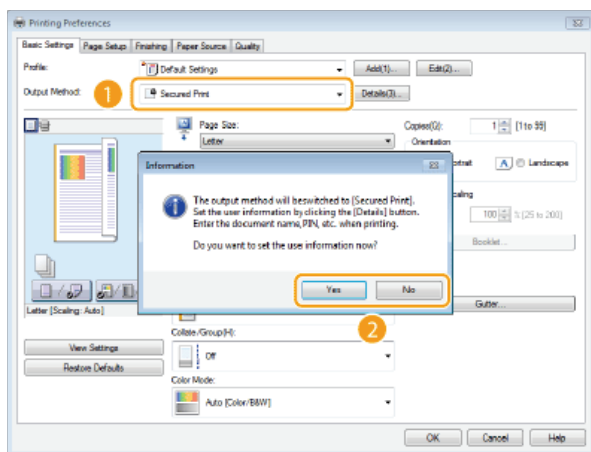 Printing Preferences
Basic Settings Page Setup Finishing Paper Source Quality
Profile: Default Settings Add(1)... Edit(2)...
Output Method: 1 Secured Print Details(3)...
Page Size: Copies(Q): 1 [1 to 99]
Letter Orientation
Information
Landscape
The output method will beswitched to [Secured Print].
Set the user information by clicking the [Details] button.
Enter the document name,PIN, etc. when printing.
100 % [25 to 200]
Do you want to set the use information now?
Booklet...
Yes No
Letter [Scaling: Auto] Gutter...
2
Collate/Group(H):
View Settings Off
Restore Defaults
Color Mode:
Auto [Color/B&W]
OK Cancel Help